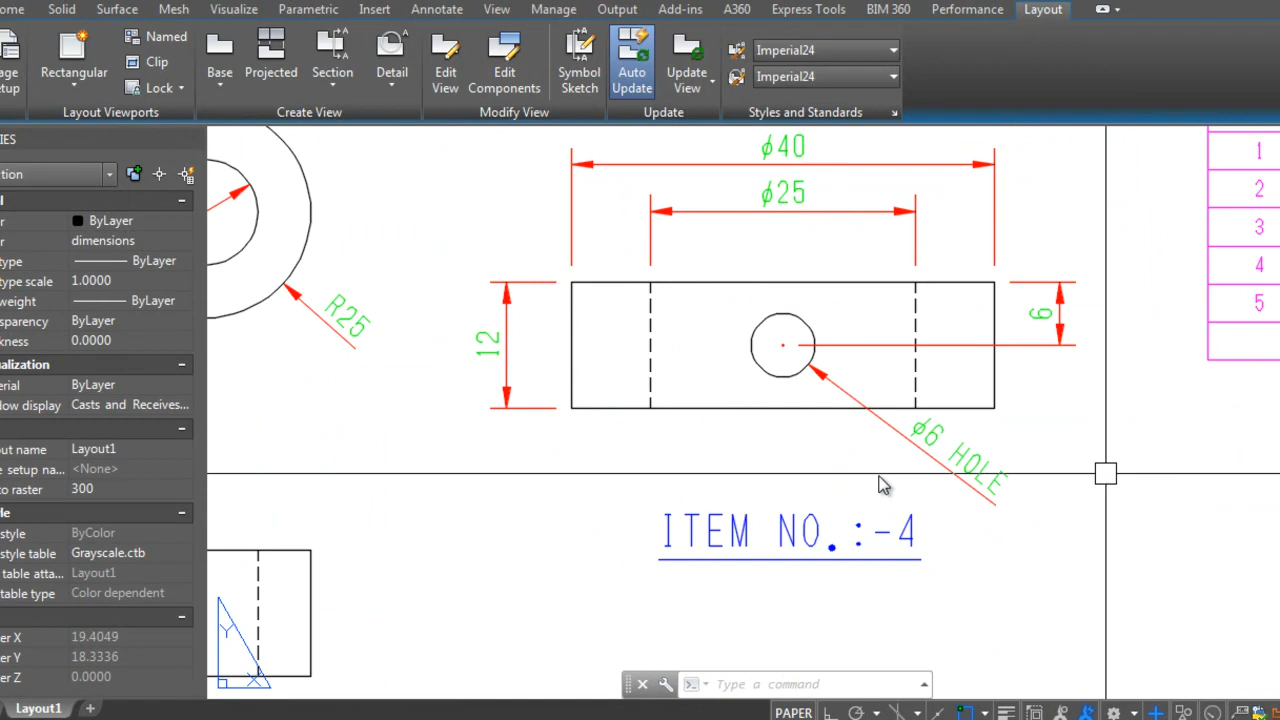 ome Solid Surface Mesh Visualize Parametric Insert Annotate View Manage Output Add-ins A360 Express Tools BIM 360 Performance Layout
age
etup
Rectangular
Named
Clip
Lock
Base
Projected
Section
Detail
Edit
View
Edit
Components
Symbol
Sketch
Auto
Update
Update
View
Imperial24
Imperial24
Layout Viewports
Create View
Modify View
Update
Styles and Standards
IES
tion
al
r ByLayer
r dimensions
type ByLayer
type scale 1.0000
weight ByLayer
sparency ByLayer
kness 0.0000
ualization
erial ByLayer
low display Casts and Receives...
out name Layout1
e setup na... <None>
to raster 300
yle
style ByColor
style table Grayscale.ctb
table atta... Layout1
table type Color dependent
er X 19.4049
er Y 18.3336
er Z 0.0000
R25
ϕ40
ϕ25
12
6
ϕ6 HOLE
ITEM NO.:-4
1
2
3
4
5
Y
X
Type a command
Layout1
PAPER